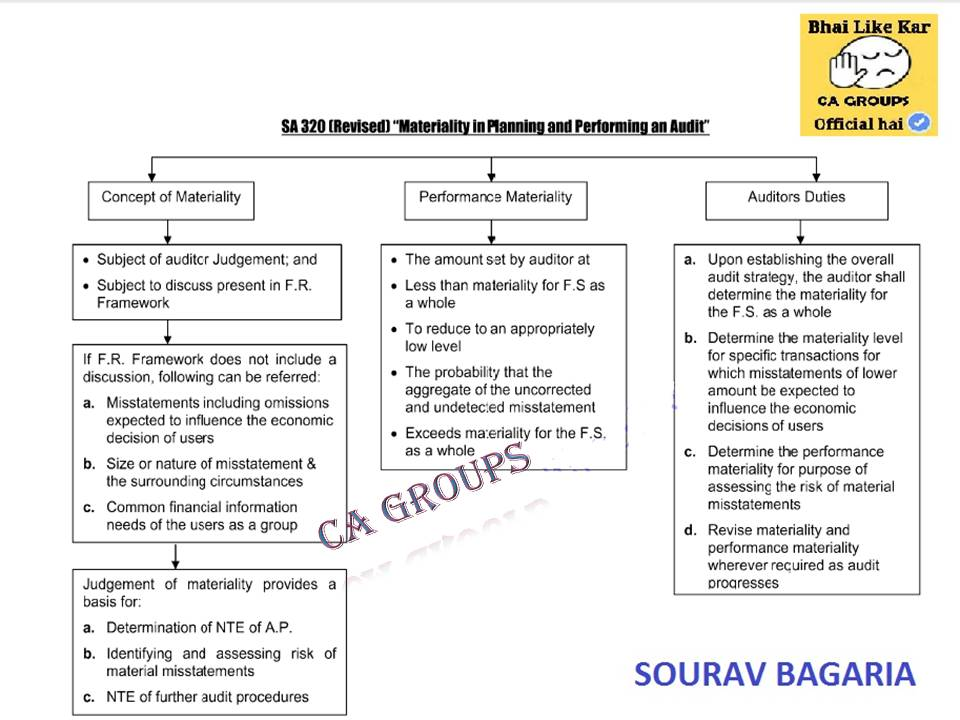 Bhai Like Kar
CA GROUPS
Official hai
SA 320 (Revised) “Materiality in Planning and Performing an Audit”
Concept of Materiality
• Subject of auditor Judgement; and
• Subject to discuss present in F.R.
Framework
If F.R. Framework does not include a
discussion, following can be referred:
a. Misstatements including omissions
expected to influence the economic
decision of users
b. Size or nature of misstatement &
the surrounding circumstances
c. Common financial information
needs of the users as a group
Judgement of materiality provides a
basis for:
a. Determination of NTE of A.P.
b. Identifying and assessing risk of
material misstatements
c. NTE of further audit procedures
Performance Materiality
• The amount set by auditor at
• Less than materiality for F.S as
a whole
• To reduce to an appropriately
low level
• The probability that the
aggregate of the uncorrected
and undetected misstatement
• Exceeds materiality for the F.S.
as a whole
Auditors Duties
a. Upon establishing the overall
audit strategy, the auditor shall
determine the materiality for
the F.S. as a whole
b. Determine the materiality level
for specific transactions for
which misstatements of lower
amount be expected to
influence the economic
decisions of users
c. Determine the performance
materiality for purpose of
assessing the risk of material
misstatements
d. Revise materiality and
performance materiality
wherever required as audit
progresses
CA GROUPS
SOURAV BAGARIA